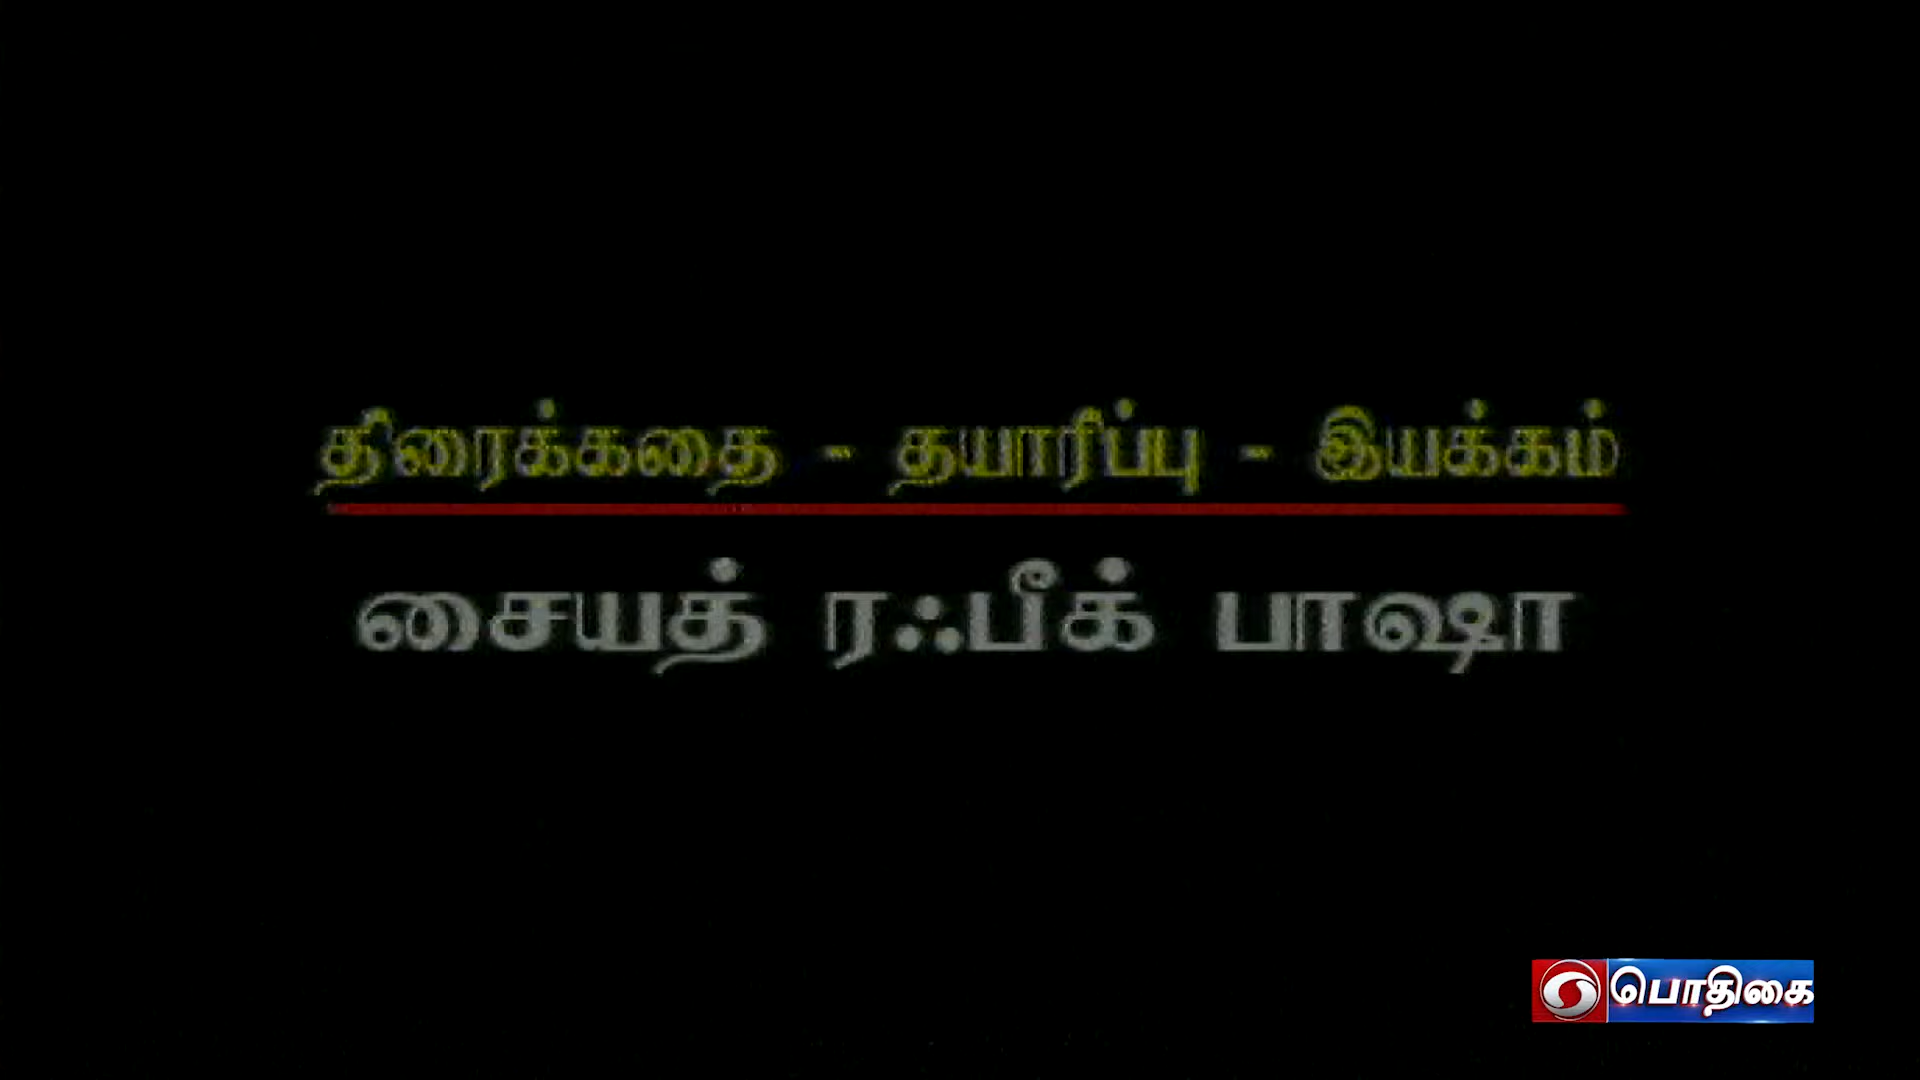 திரைக்கதை - தயாரிப்பு - இயக்கம்
சையத் ரஃபீக் பாஷா
பொதிகை